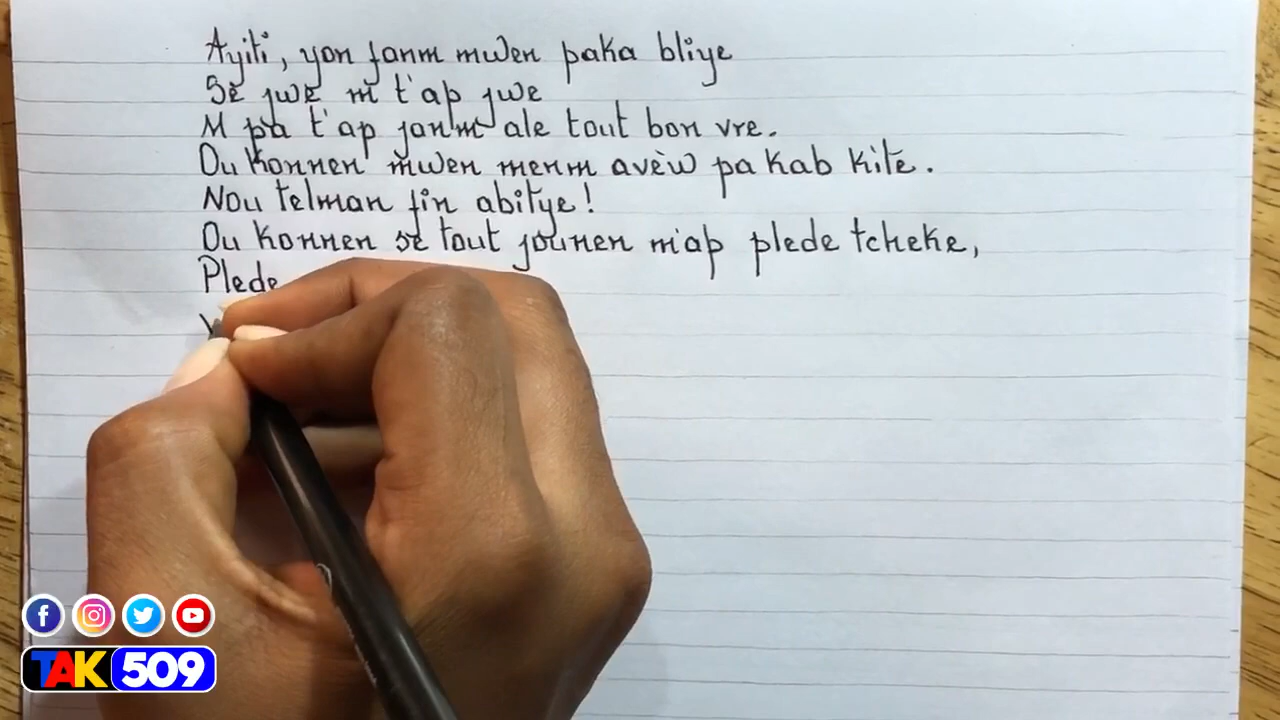 Ayiti, yon fanm mwen paka bliye
Sè jwe m t'ap jwe
M pa t'ap janm ale tout bon vre.
Ou konnen mwen menm avèw pa kab kite.
Nou telman fin abitye!
Ou konnen se tout jounen m'ap plede tcheke,
Plede
TAK 509